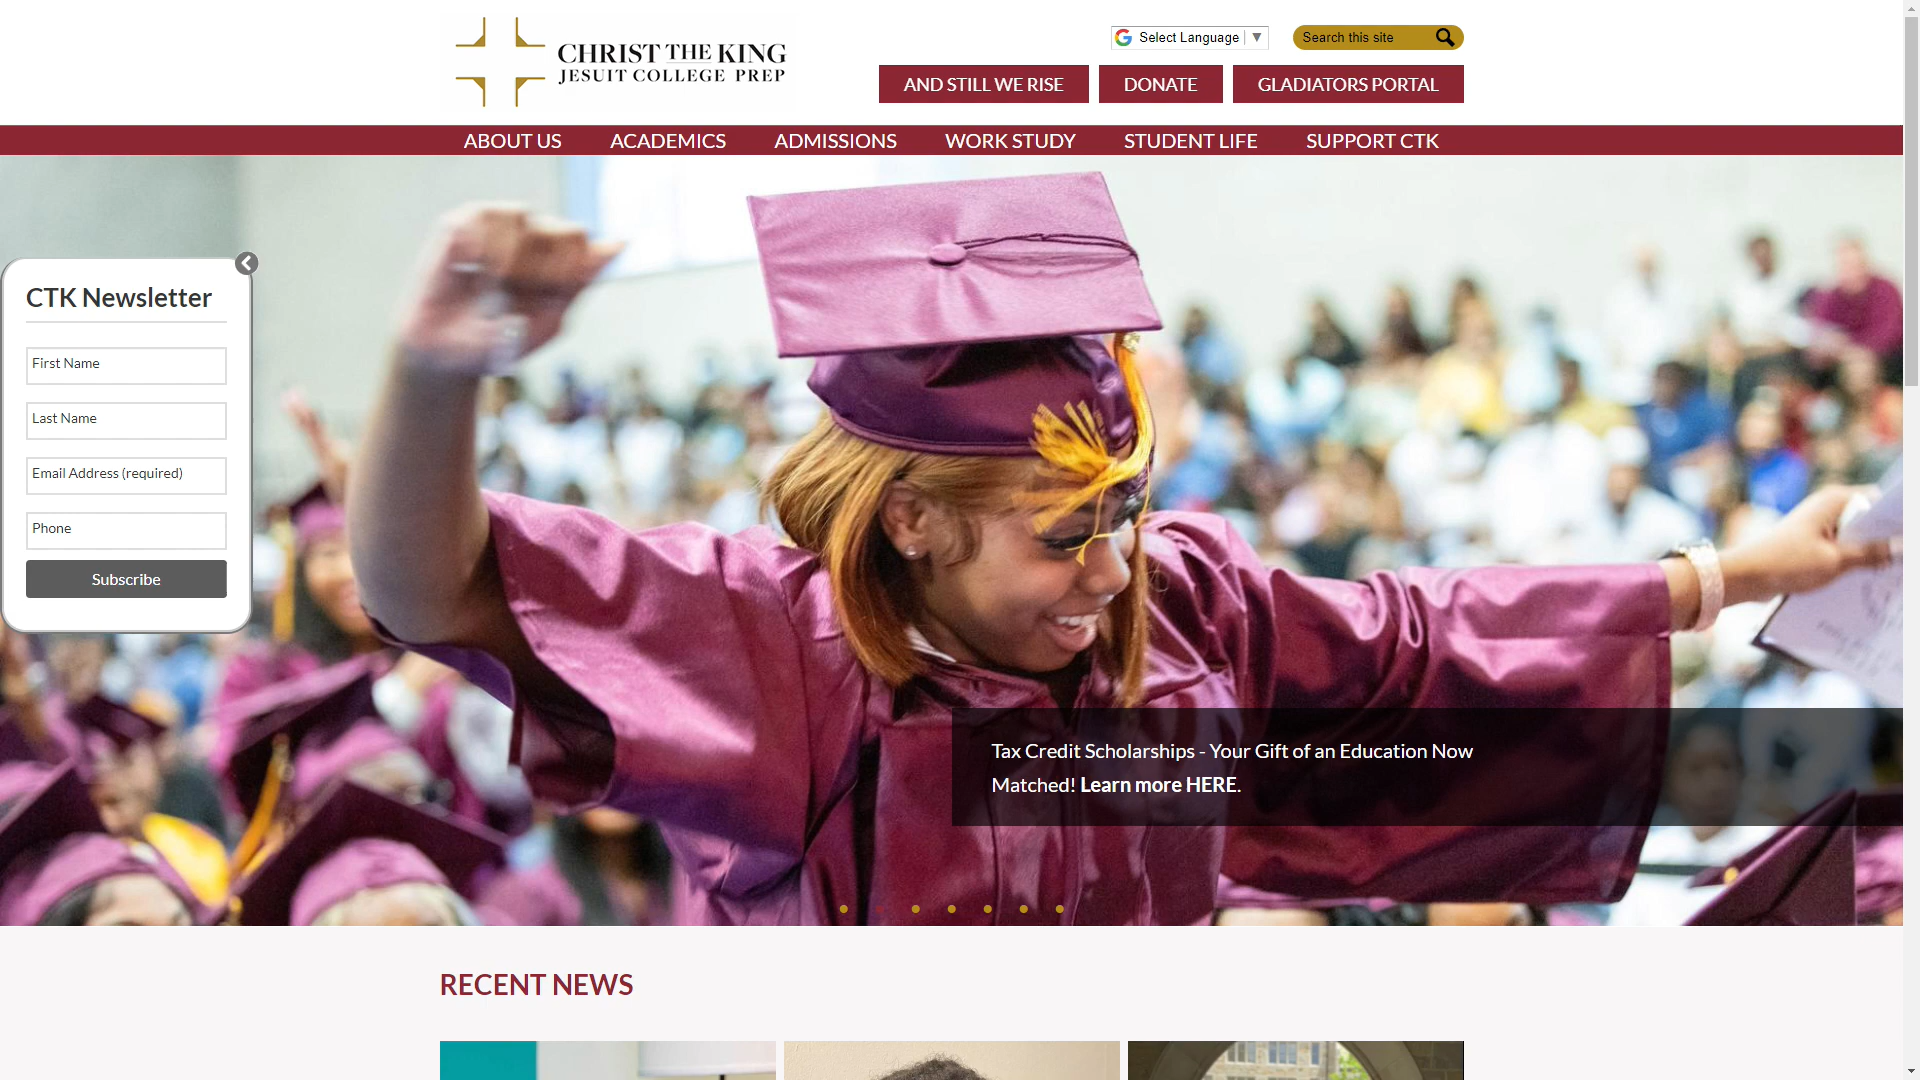 CHRIST THE KING
JESUIT COLLEGE PREP
Select Language ▼
Search this site
AND STILL WE RISE
DONATE
GLADIATORS PORTAL
ABOUT US
ACADEMICS
ADMISSIONS
WORK STUDY
STUDENT LIFE
SUPPORT CTK
CTK Newsletter
First Name
Last Name
Email Address (required)
Phone
Subscribe
Tax Credit Scholarships - Your Gift of an Education Now
Matched! Learn more HERE.
RECENT NEWS